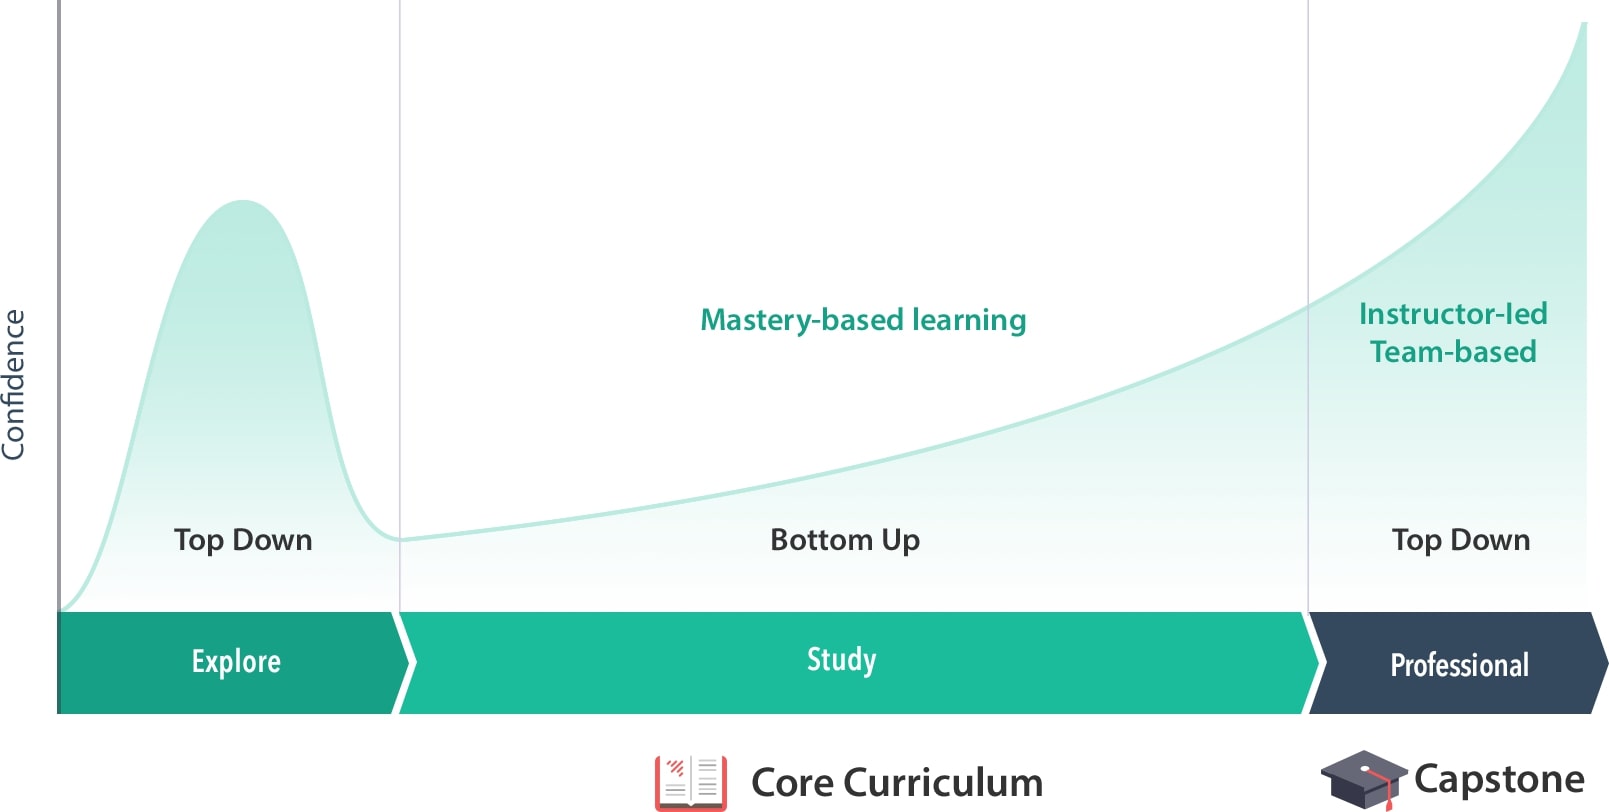 Confidence
Mastery-based learning
Instructor-led
Team-based
Top Down
Bottom Up
Top Down
Explore
Study
Professional
Core Curriculum
Capstone